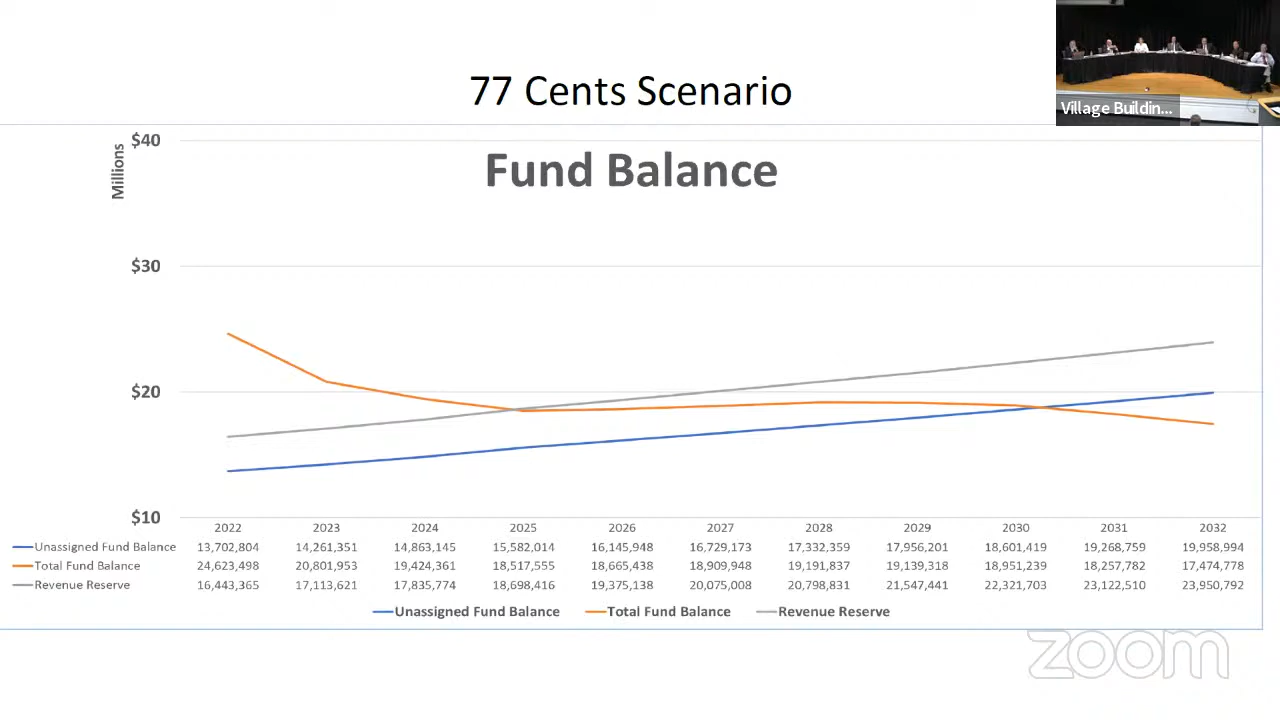 77 Cents Scenario
Village Buildin...
Millions
Fund Balance
$40
$30
$20
$10
2022 2023 2024 2025 2026 2027 2028 2029 2030 2031 2032
Unassigned Fund Balance 13,702,804 14,261,351 14,863,145 15,582,014 16,145,948 16,729,173 17,332,359 17,956,201 18,601,419 19,268,759 19,958,994
Total Fund Balance 24,623,498 20,801,953 19,424,361 18,517,555 18,665,438 18,909,948 19,191,837 19,139,318 18,951,239 18,257,782 17,474,778
Revenue Reserve 16,443,365 17,113,621 17,835,774 18,698,416 19,375,138 20,075,008 20,798,831 21,547,441 22,321,703 23,122,510 23,950,792
Unassigned Fund Balance Total Fund Balance Revenue Reserve
zoom